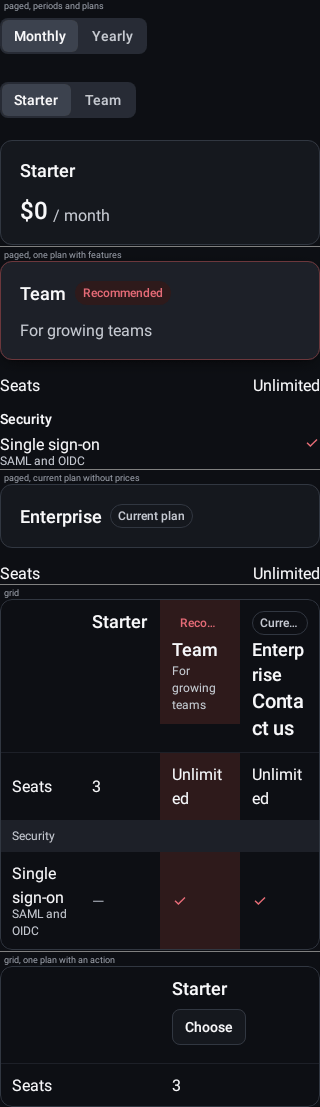 paged, periods and plans
Monthly Yearly
Starter Team
Starter
$0 / month
paged, one plan with features
Team Recommended
For growing teams
Seats Unlimited
Security
Single sign-on ✓
SAML and OIDC
paged, current plan without prices
Enterprise Current plan
Seats Unlimited
grid
Starter Reco… Curre…
Team Enterp
For rise
growing Conta
teams ct us
Seats 3 Unlimit Unlimit
ed ed
Security
Single
sign-on — ✓ ✓
SAML and
OIDC
grid, one plan with an action
Starter
Choose
Seats 3